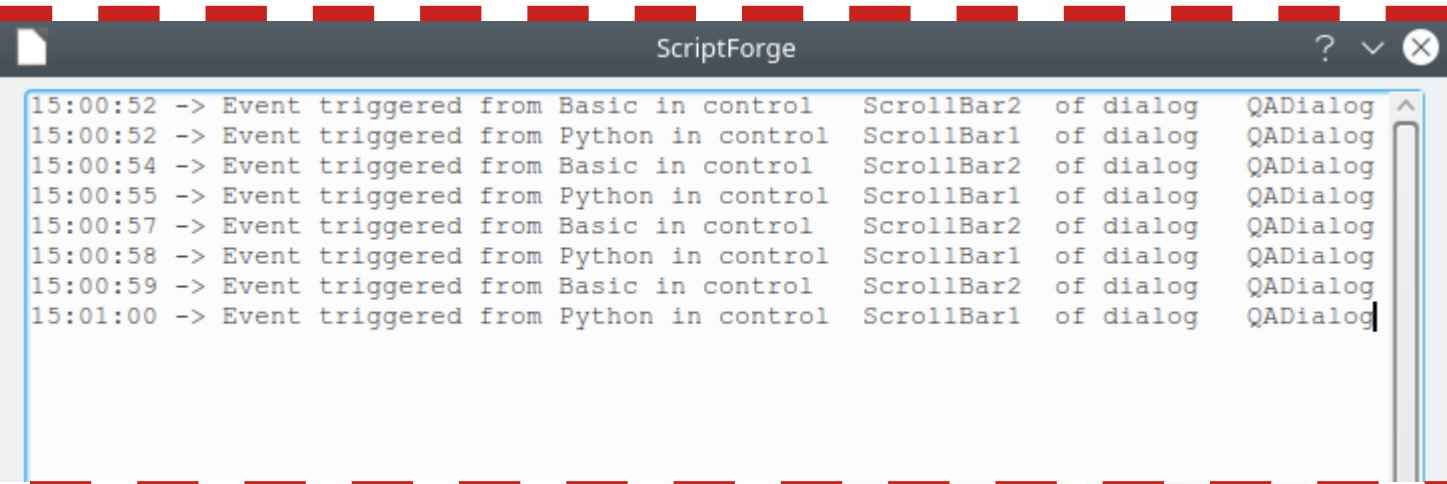 ScriptForge
15:00:52 -> Event triggered from Basic in control ScrollBar2 of dialog QADialog
15:00:52 -> Event triggered from Python in control ScrollBar1 of dialog QADialog
15:00:54 -> Event triggered from Basic in control ScrollBar2 of dialog QADialog
15:00:55 -> Event triggered from Python in control ScrollBar1 of dialog QADialog
15:00:57 -> Event triggered from Basic in control ScrollBar2 of dialog QADialog
15:00:58 -> Event triggered from Python in control ScrollBar1 of dialog QADialog
15:00:59 -> Event triggered from Basic in control ScrollBar2 of dialog QADialog
15:01:00 -> Event triggered from Python in control ScrollBar1 of dialog QADialog